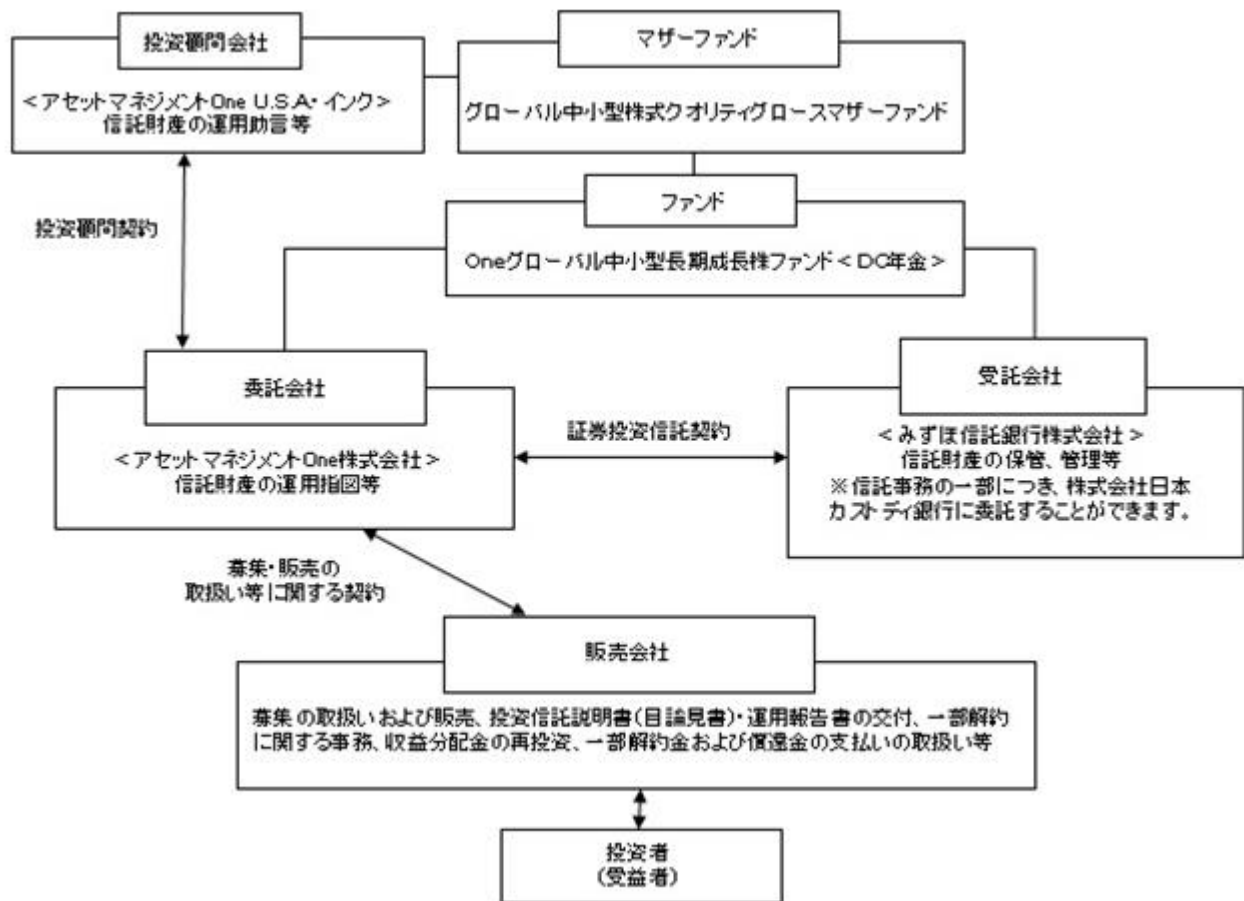 投資顧問会社
<アセットマネジメントOne U.S.A・インク>
信託財産の運用助言等
マザーファンド
グローバル中小型株式クオリティグロースマザーファンド
ファンド
Oneグローバル中小型長期成長株ファンド<DC年金>
投資顧問契約
委託会社
<アセットマネジメントOne株式会社>
信託財産の運用指図等
証券投資信託契約
受託会社
<みずほ信託銀行株式会社>
信託財産の保管、管理等
※信託事務の一部につき、株式会社日本
カストディ銀行に委託することができます。
募集・販売の
取扱い等に関する契約
販売会社
募集の取扱いおよび販売、投資信託説明書(目論見書)・運用報告書の交付、一部解約
に関する事務、収益分配金の再投資、一部解約金および償還金の支払いの取扱い等
投資者
(受益者)